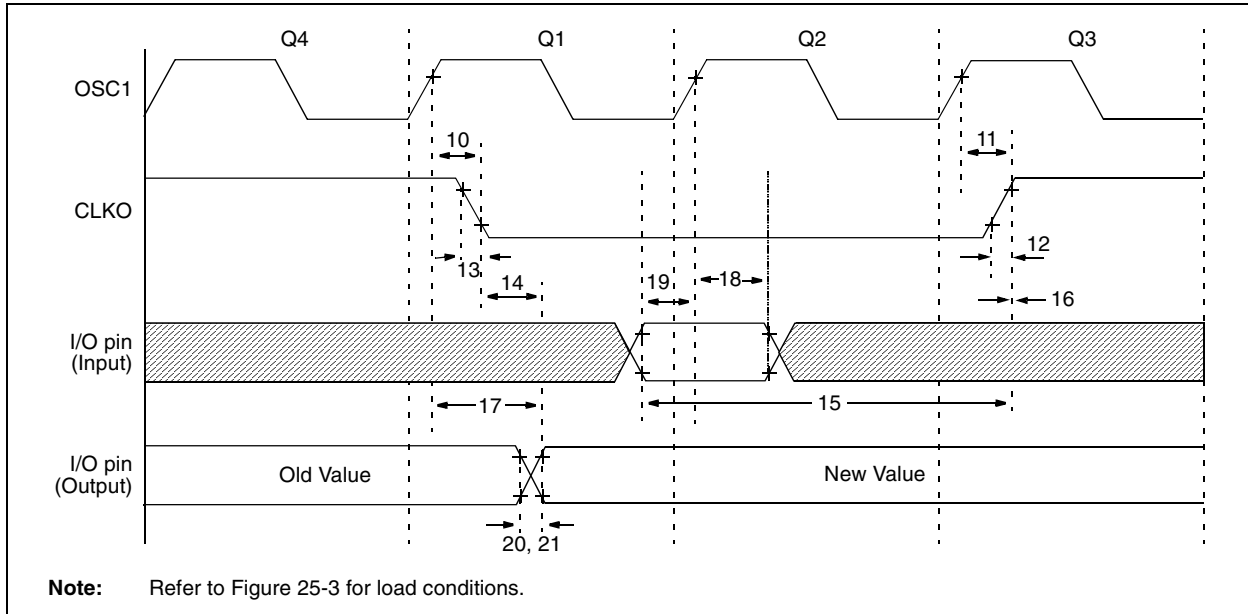 Q4 Q1 Q2 Q3
OSC1
10 11
CLKO
13 12
14 19 18
16
I/O pin
(Input)
17 15
I/O pin
(Output)
Old Value New Value
20, 21
Note: Refer to Figure 25-3 for load conditions.